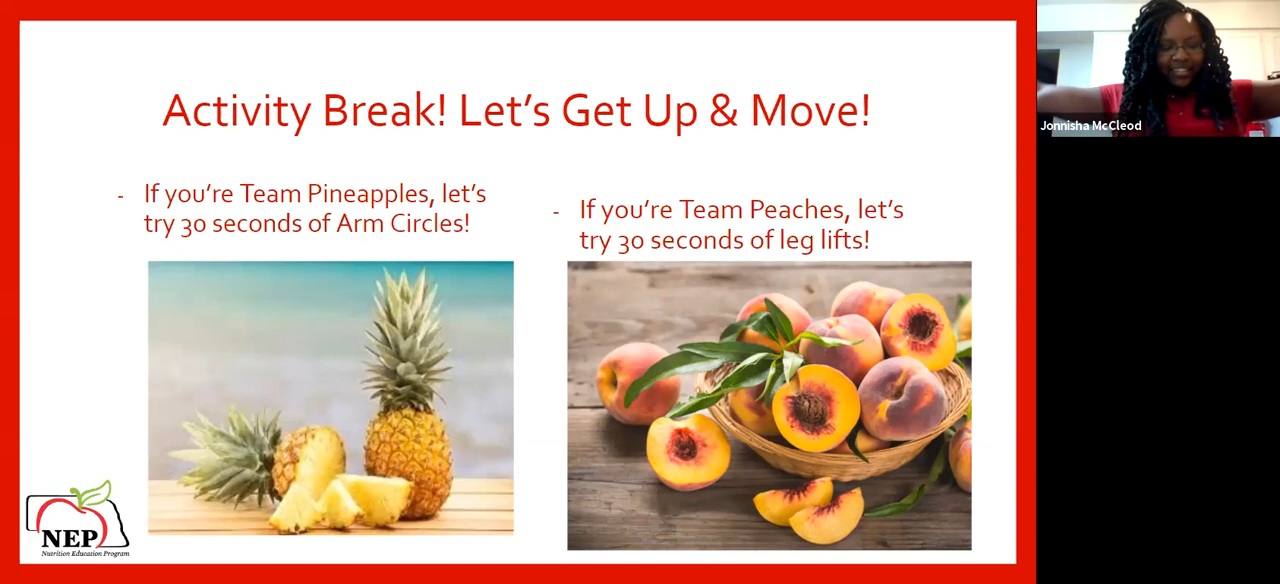 Activity Break! Let's Get Up & Move!
- If you're Team Pineapples, let's
try 30 seconds of Arm Circles!
- If you're Team Peaches, let's
try 30 seconds of leg lifts!
NEP
Nutrition Education Program
Jonnisha McCleod